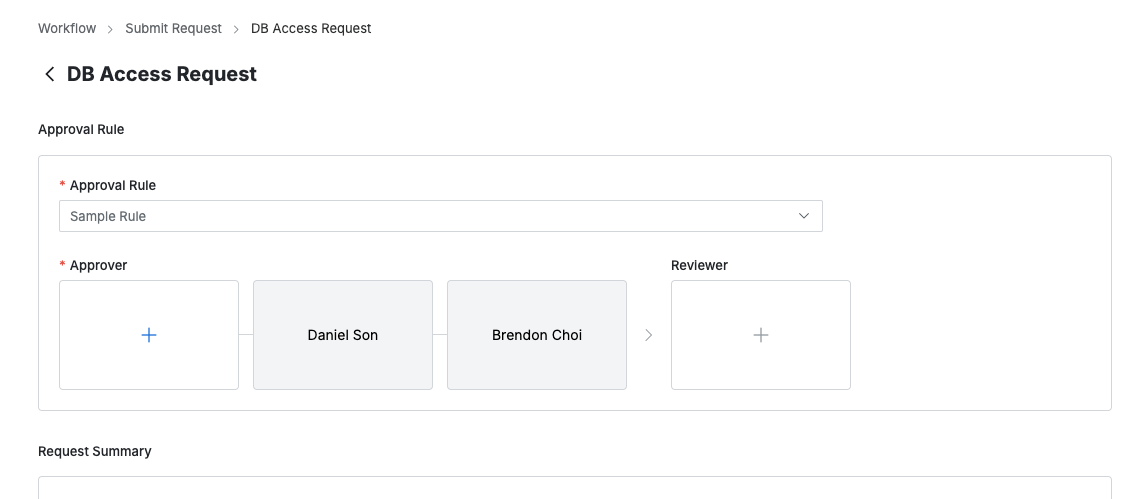 Workflow > Submit Request > DB Access Request
DB Access Request
Approval Rule
* Approval Rule
Sample Rule
* Approver
Reviewer
Daniel Son
Brendon Choi
Request Summary